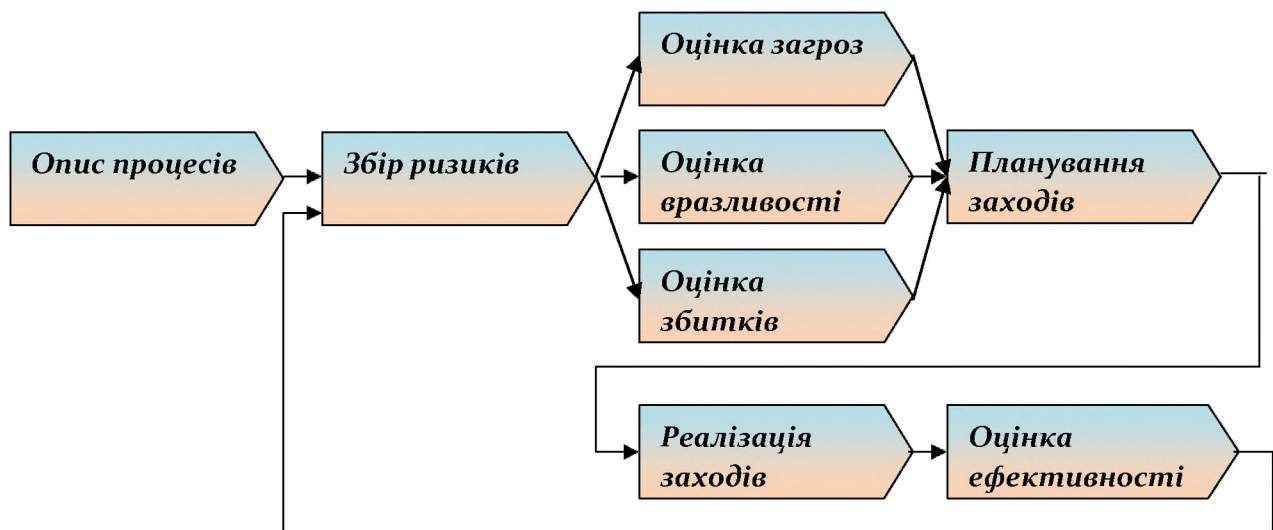 Опис процесів
Збір ризиків
Оцінка загроз
Оцінка
вразливості
Оцінка
збитків
Планування
заходів
Реалізація
заходів
Оцінка
ефективності